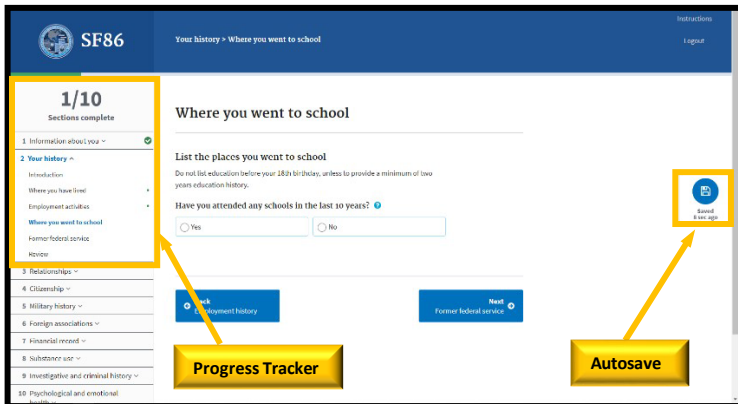 Instructions
SF86
Your history > Where you went to school
Logout
1/10
Sections complete
1 Information about you
2 Your history
Introduction
Where you have lived
Employment activities
Where you went to school
Former federal service
Review
3 Relationships
4 Citizenship
5 Military history
6 Foreign associations
7 Financial record
8 Substance use
9 Investigative and criminal history
10 Psychological and emotional
health
Where you went to school
List the places you went to school
Do not list education before your 18th birthday, unless to provide a minimum of two
years education history.
Have you attended any schools in the last 10 years? ?
Yes
No
Back
Employment history
Next
Former federal service
Saved
8 sec ago
Progress Tracker
Autosave